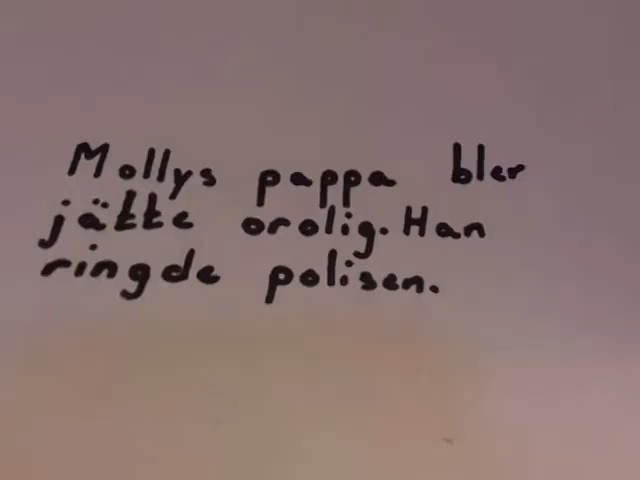 Mollys pappa bler
jätte orolig. Han
ringde polisen.